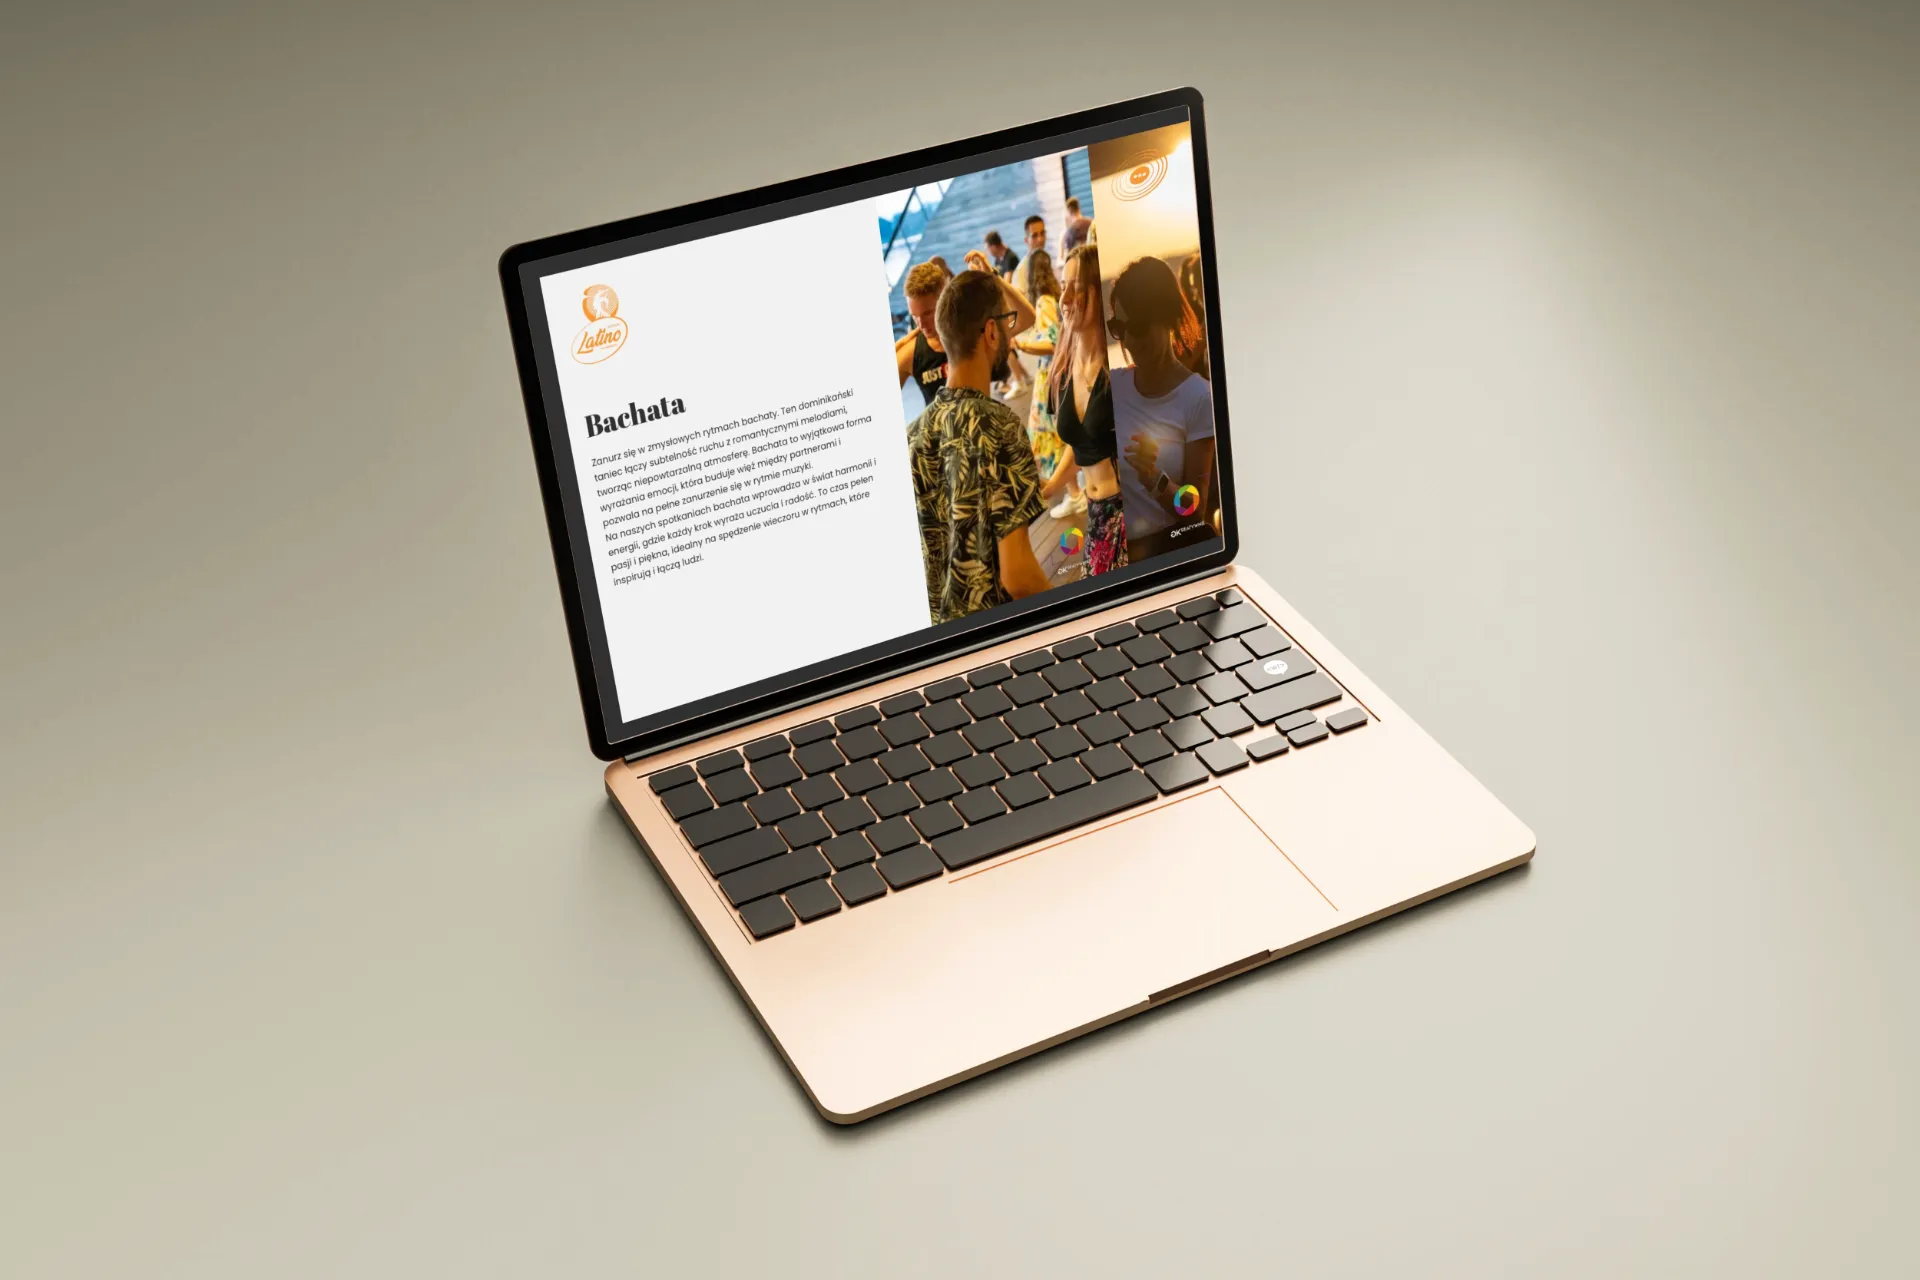 Latino
Bachata
Zanurz się w zmysłowych rytmach bachaty. Ten dominikański
taniec łączy subtelność ruchu z romantycznymi melodiami,
tworząc niepowtarzalną atmosferę. Bachata to wyjątkowa forma
wyrażania emocji, która buduje więź między partnerami i
pozwala na pełne zanurzenie się w rytmie muzyki.
Na naszych spotkaniach bachata wprowadza w świat harmonii i
energii, gdzie każdy krok wyraża uczucia i radość. To czas pełen
pasji i piękna, idealny na spędzenie wieczoru w rytmach, które
inspirują i łączą ludzi.
JUST